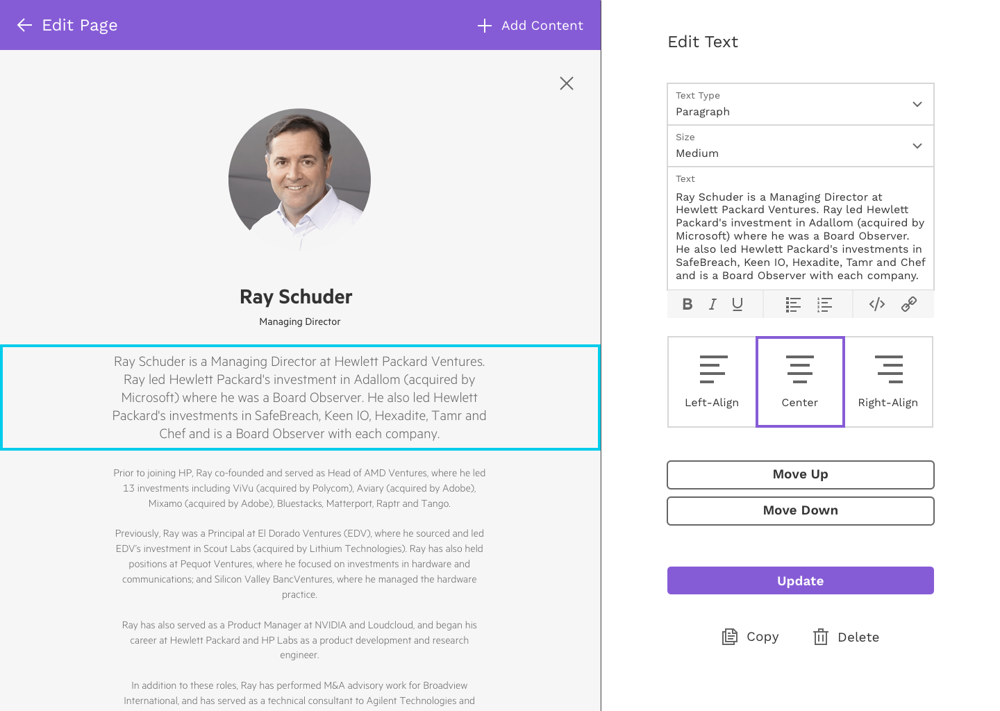 Edit Page
Add Content
Ray Schuder
Managing Director
Ray Schuder is a Managing Director at Hewlett Packard Ventures.
Ray led Hewlett Packard's investment in Adallom (acquired by
Microsoft) where he was a Board Observer. He also led Hewlett
Packard's investments in SafeBreach, Keen IO, Hexadite, Tamr and
Chef and is a Board Observer with each company.
Prior to joining HP, Ray co-founded and served as Head of AMD Ventures, where he led
13 investments including ViVu (acquired by Polycom), Aviary (acquired by Adobe),
Mixamo (acquired by Adobe), Bluestacks, Matterport, Raptr and Tango.
Previously, Ray was a Principal at El Dorado Ventures (EDV), where he sourced and led
EDV's investment in Scout Labs (acquired by Lithium Technologies). Ray has also held
positions at Pequot Ventures, where he focused on investments in hardware and
communications; and Silicon Valley BancVentures, where he managed the hardware
practice.
Ray has also served as a Product Manager at NVIDIA and Loudcloud, and began his
career at Hewlett Packard and HP Labs as a product development and research
engineer.
In addition to these roles, Ray has performed M&A advisory work for Broadview
International, and has served as a technical consultant to Agilent Technologies and
Edit Text
Text Type
Paragraph
Size
Medium
Text
Ray Schuder is a Managing Director at
Hewlett Packard Ventures. Ray led Hewlett
Packard's investment in Adallom (acquired by
Microsoft) where he was a Board Observer.
He also led Hewlett Packard's investments in
SafeBreach, Keen IO, Hexadite, Tamr and Chef
and is a Board Observer with each company.
B I U
Left-Align
Center
Right-Align
Move Up
Move Down
Update
Copy
Delete